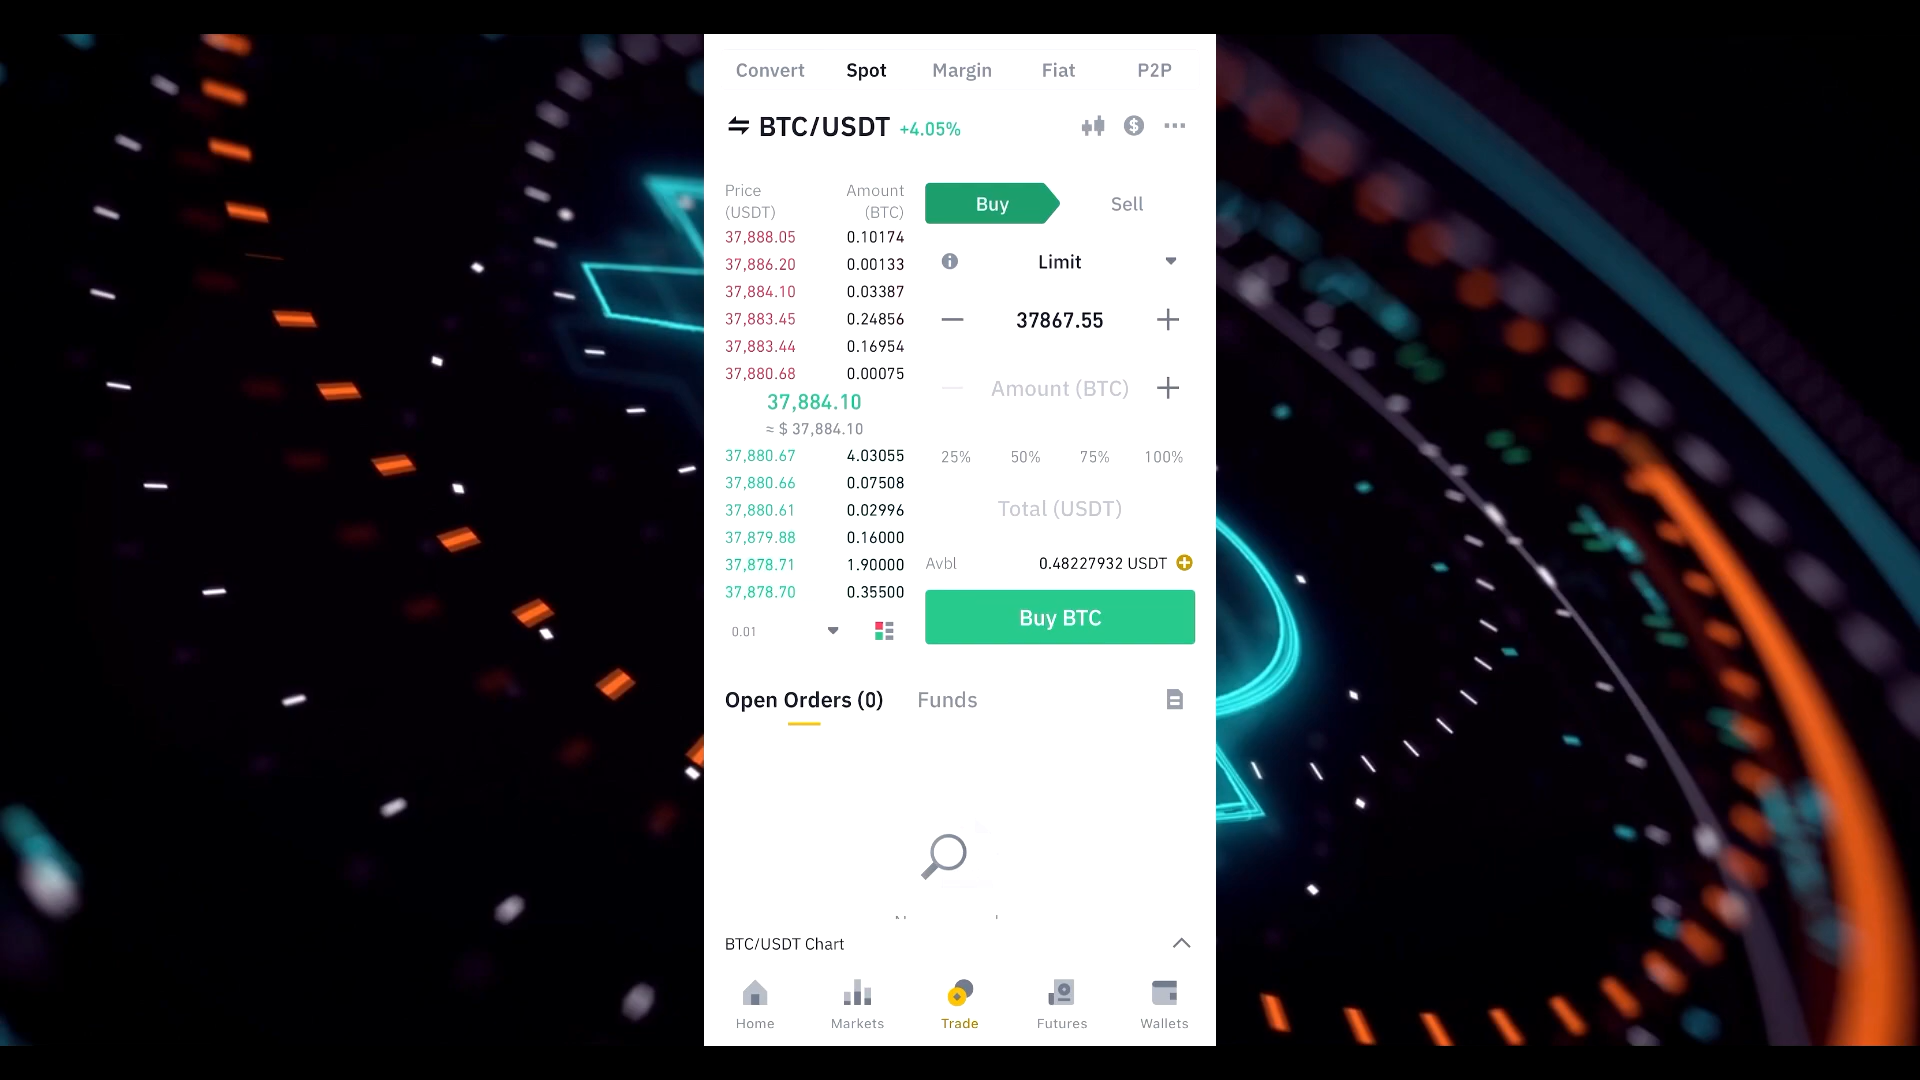 Convert Spot Margin Fiat P2P
BTC/USDT +4.05%
Price (USDT) Amount (BTC)
37,888.05 0.10174
37,886.20 0.00133
37,884.10 0.03387
37,883.45 0.24856
37,883.44 0.16954
37,880.68 0.00075
37,884.10
≈ $ 37,884.10
37,880.67 4.03055
37,880.66 0.07508
37,880.61 0.02996
37,879.88 0.16000
37,878.71 1.90000
37,878.70 0.35500
0.01
Buy Sell
Limit
37867.55
Amount (BTC)
25% 50% 75% 100%
Total (USDT)
Avbl 0.48227932 USDT
Buy BTC
Open Orders (0) Funds
BTC/USDT Chart
Home Markets Trade Futures Wallets